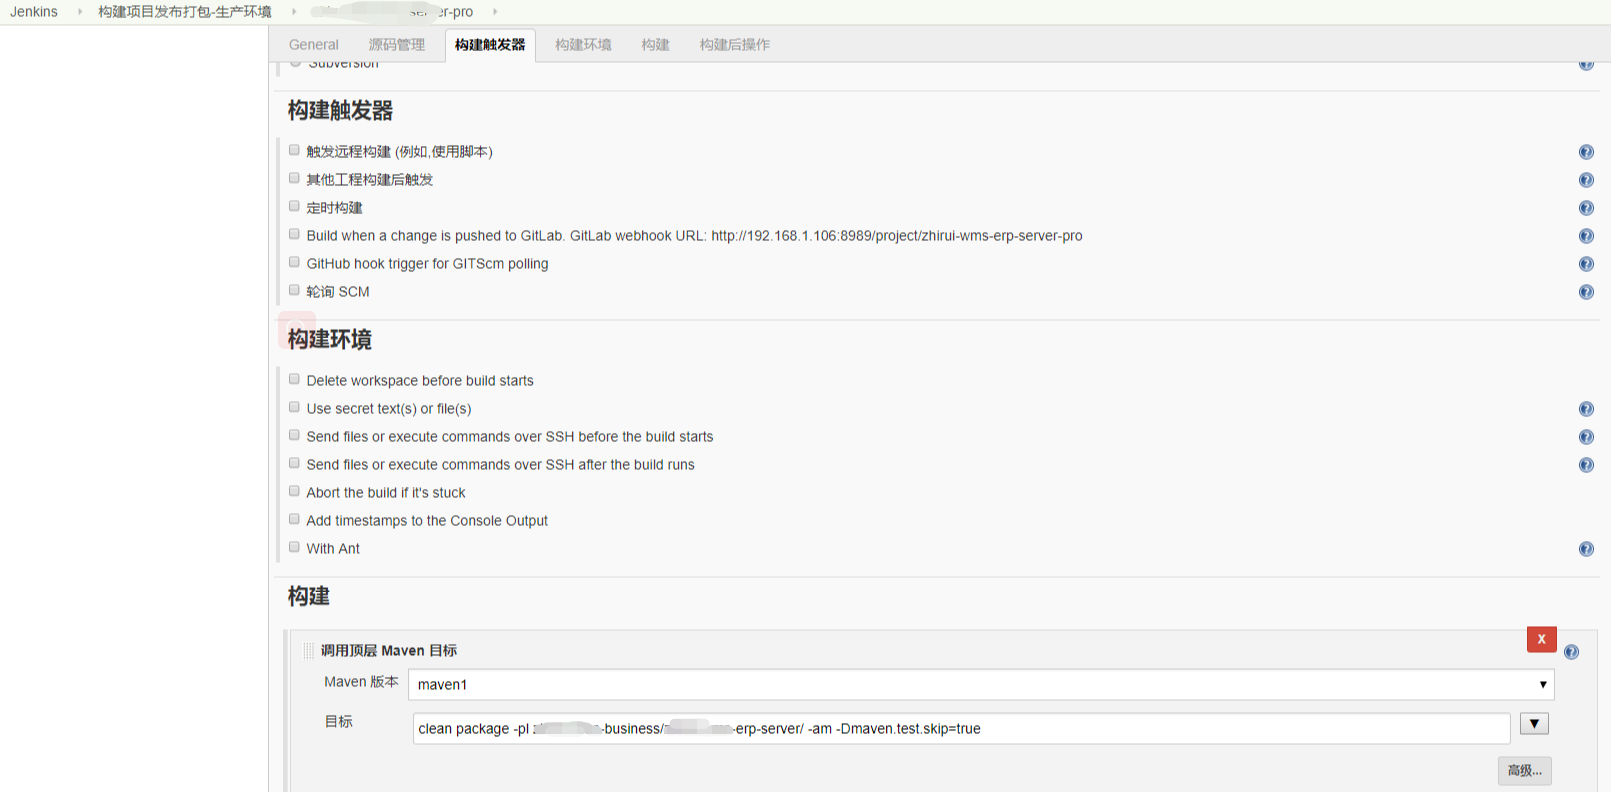 Jenkins 构建项目发布打包-生产环境 er-pro
General 源码管理 构建触发器 构建环境 构建 构建后操作
Subversion
构建触发器
触发远程构建 (例如,使用脚本)
其他工程构建后触发
定时构建
Build when a change is pushed to GitLab. GitLab webhook URL: http://192.168.1.106:8989/project/zhirui-wms-erp-server-pro
GitHub hook trigger for GITScm polling
轮询 SCM
构建环境
Delete workspace before build starts
Use secret text(s) or file(s)
Send files or execute commands over SSH before the build starts
Send files or execute commands over SSH after the build runs
Abort the build if it's stuck
Add timestamps to the Console Output
With Ant
构建
X
调用顶层 Maven 目标
Maven 版本 maven1
目标 clean package -pl -business/ -erp-server/ -am -Dmaven.test.skip=true
高级...